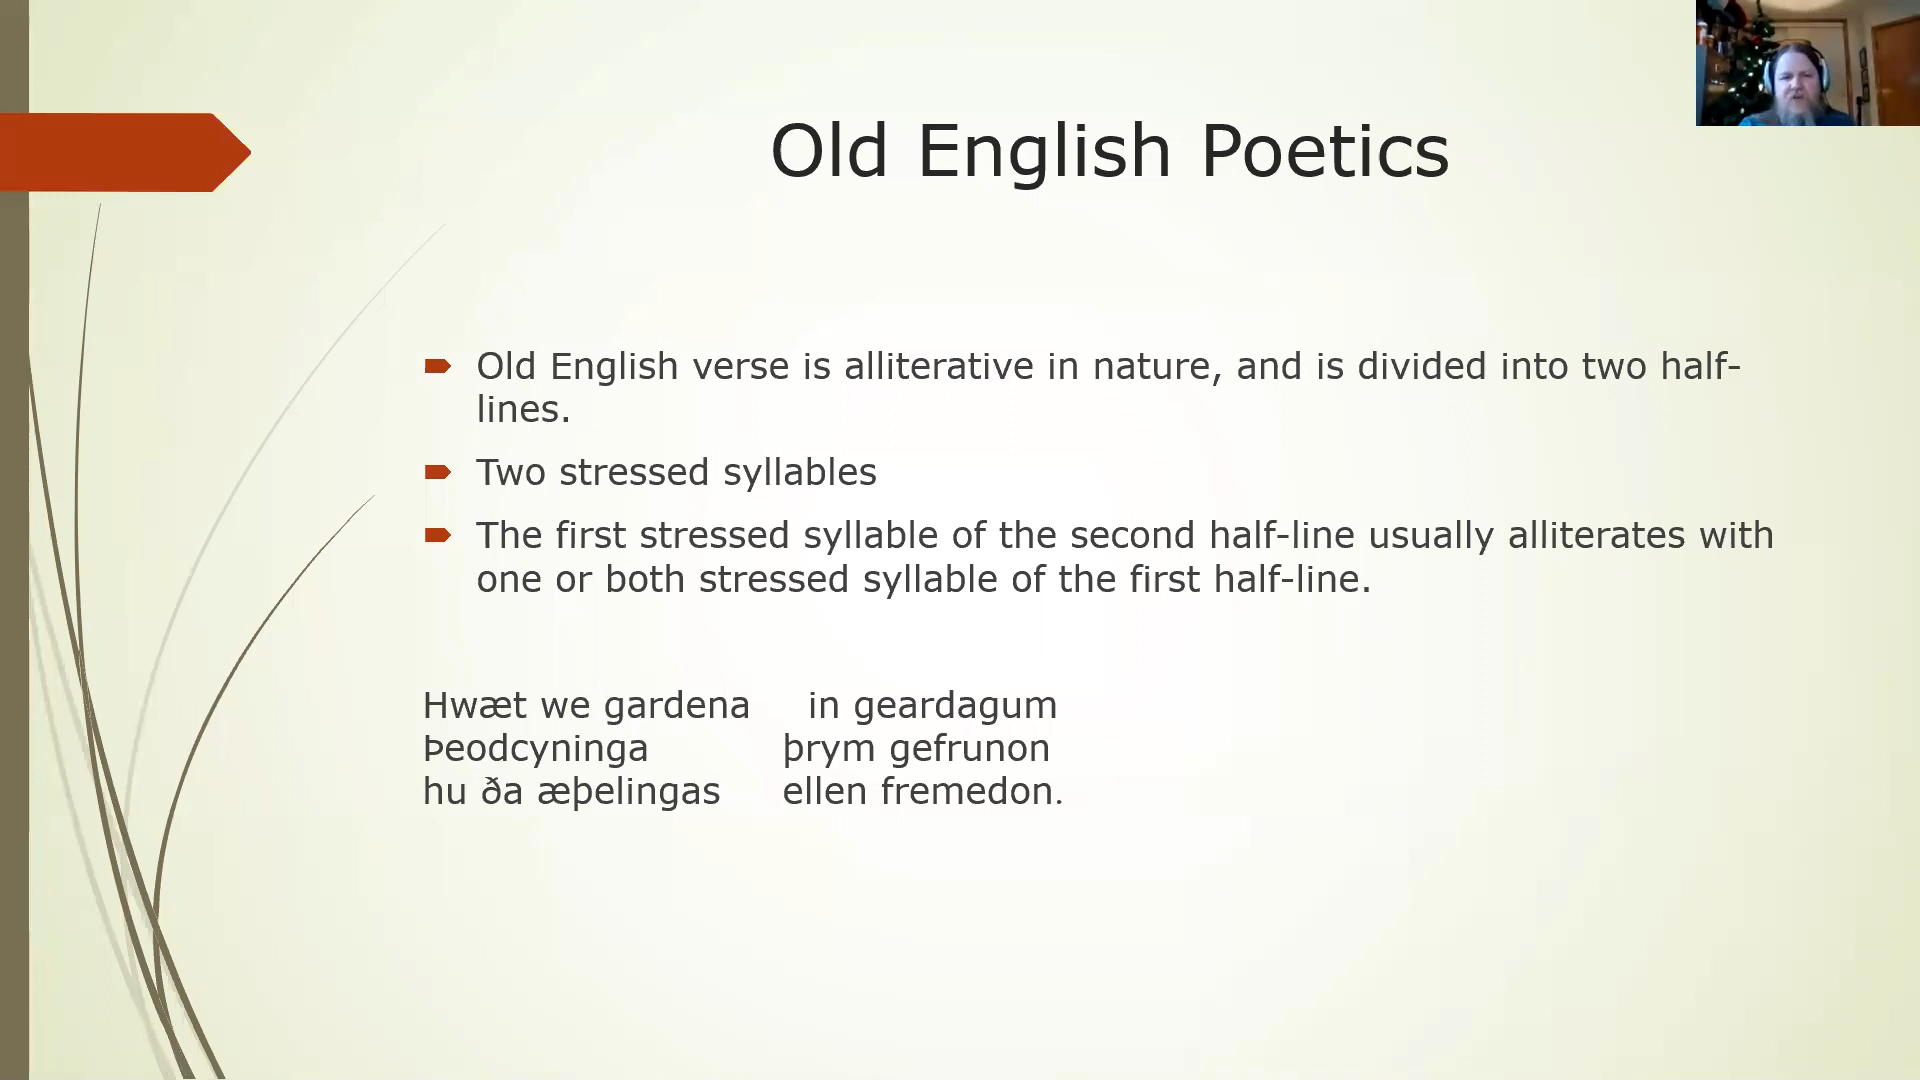 Old English Poetics
Old English verse is alliterative in nature, and is divided into two half-
lines.
Two stressed syllables
The first stressed syllable of the second half-line usually alliterates with
one or both stressed syllable of the first half-line.
Hwæt we gardena in geardagum
Þeodcyninga þrym gefrunon
hu ða æþelingas ellen fremedon.